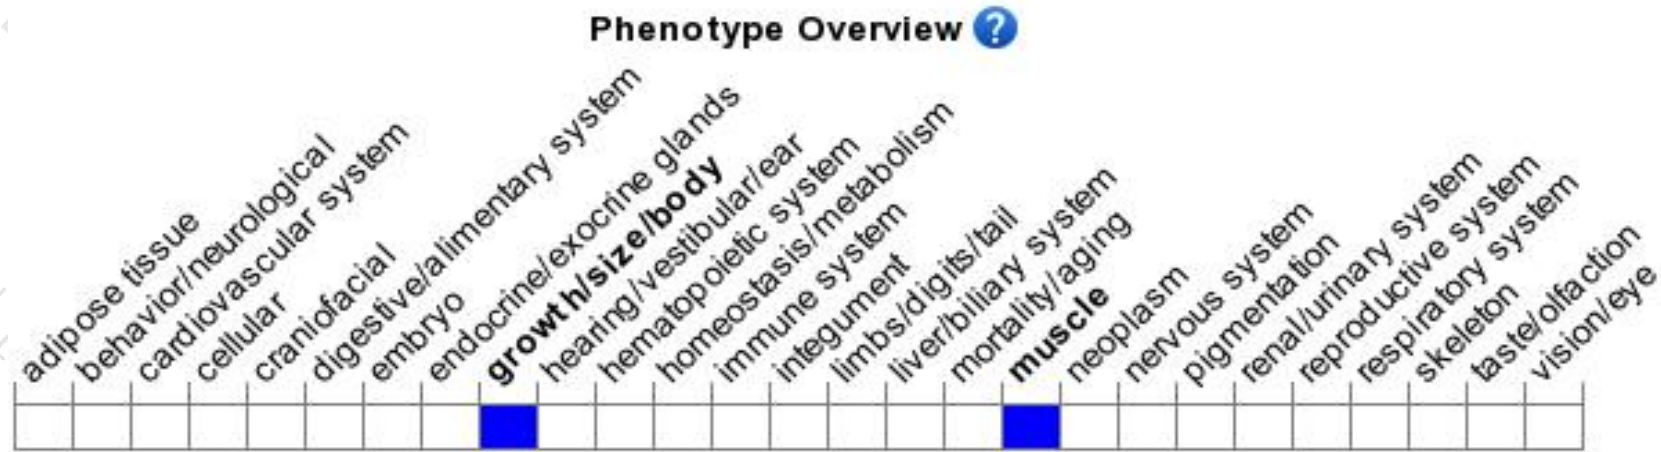 Phenotype Overview ?
adipose tissue
behavior/neurological
cardiovascular system
cellular
craniofacial
digestive/alimentary system
embryo
endocrine/exocrine glands
growth/size/body
hearing/vestibular/ear
hematopoietic system
homeostasis/metabolism
immune system
integument
limbs/digits/tail
liver/biliary system
mortality/aging
muscle
neoplasm
nervous system
pigmentation
renal/urinary system
reproductive system
respiratory system
skeleton
taste/olfaction
vision/eye